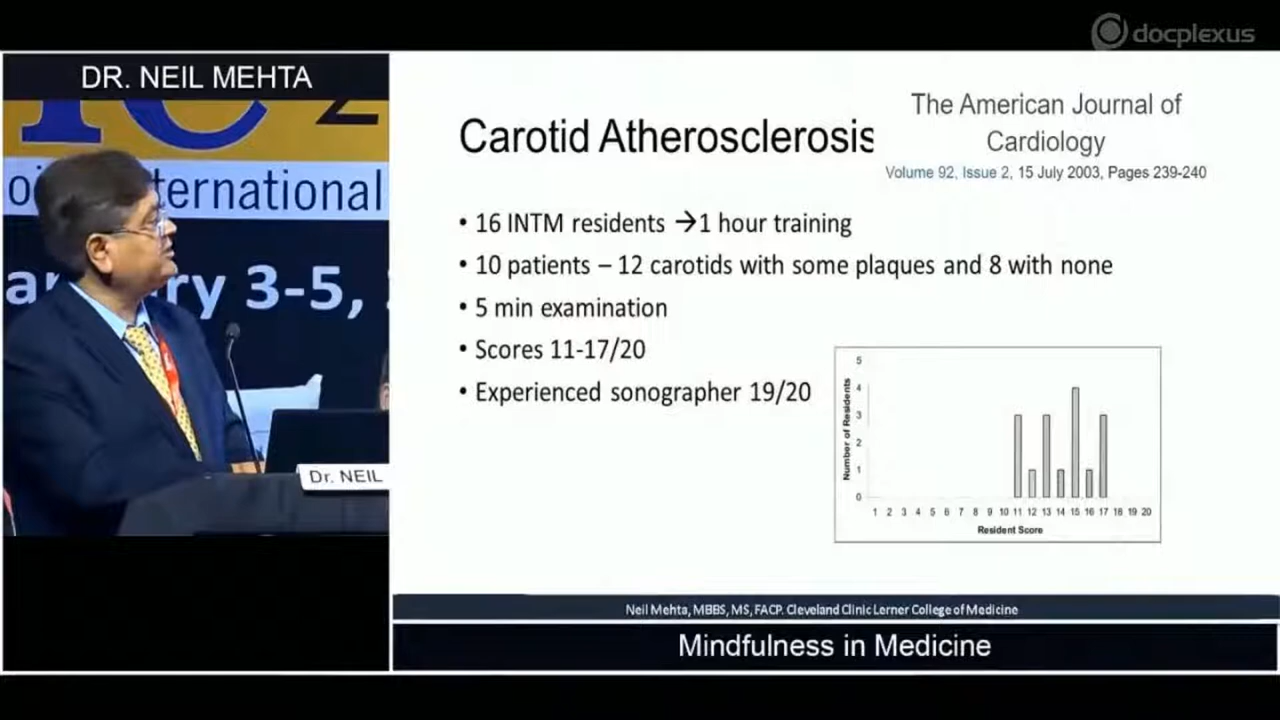 docplexus
DR. NEIL MEHTA
ternational
ry 3-5,
Dr. NEIL
Carotid Atherosclerosis
The American Journal of
Cardiology
Volume 92, Issue 2, 15 July 2003, Pages 239-240
• 16 INTM residents →1 hour training
• 10 patients – 12 carotids with some plaques and 8 with none
• 5 min examination
• Scores 11-17/20
• Experienced sonographer 19/20
5
4
3
2
1
0
Number of Residents
1 2 3 4 5 6 7 8 9 10 11 12 13 14 15 16 17 18 19 20
Resident Score
Neil Mehta, MBBS, MS, FACP. Cleveland Clinic Lerner College of Medicine
Mindfulness in Medicine